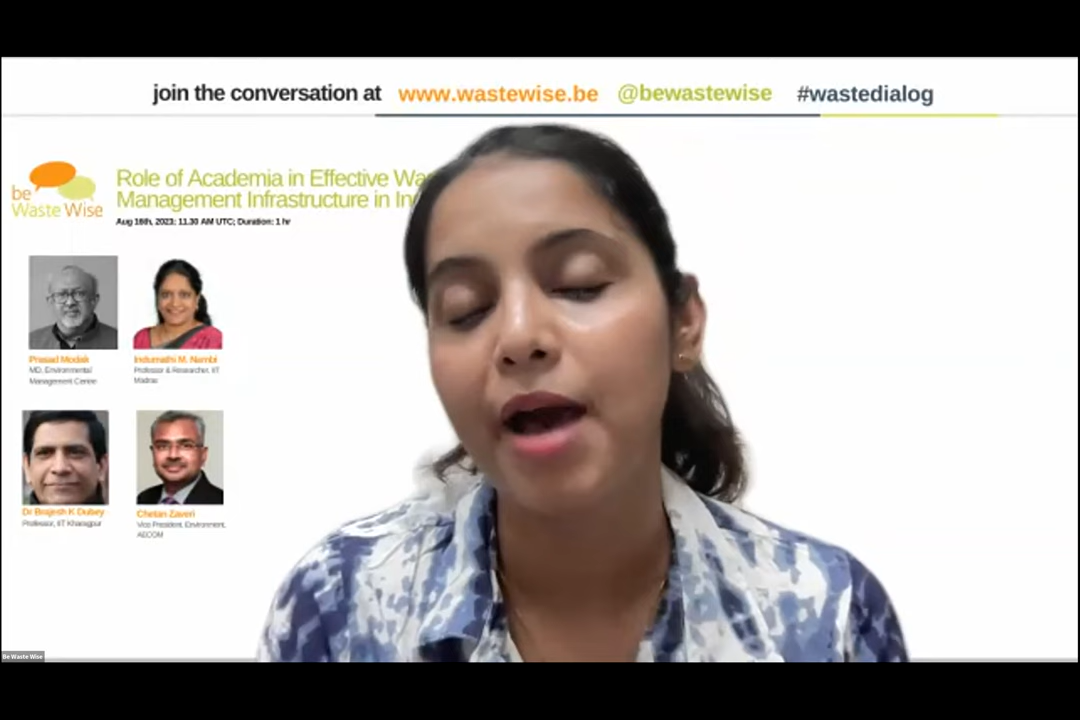 join the conversation at www.wastewise.be @bewastewise #wastedialog
be
Waste Wise
Role of Academia in Effective Wa
Management Infrastructure in In
Aug 16th, 2023; 11.30 AM UTC; Duration: 1 hr
Prasad Modak
MD, Environmental
Management Centre
Indumathi M. Nambi
Professor & Researcher, IIT
Madras
Dr Brajesh K Dubey
Professor, IIT Kharagpur
Chetan Zaveri
Vice President, Environment,
AECOM
Be Waste Wise